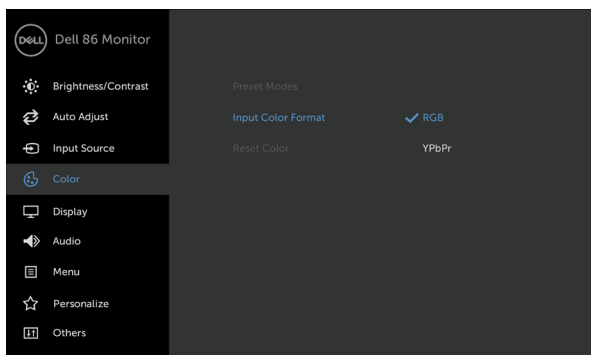 DELL Dell 86 Monitor
Brightness/Contrast
Preset Modes
Auto Adjust
Input Color Format
RGB
Input Source
Reset Color
YPbPr
Color
Display
Audio
Menu
Personalize
Others